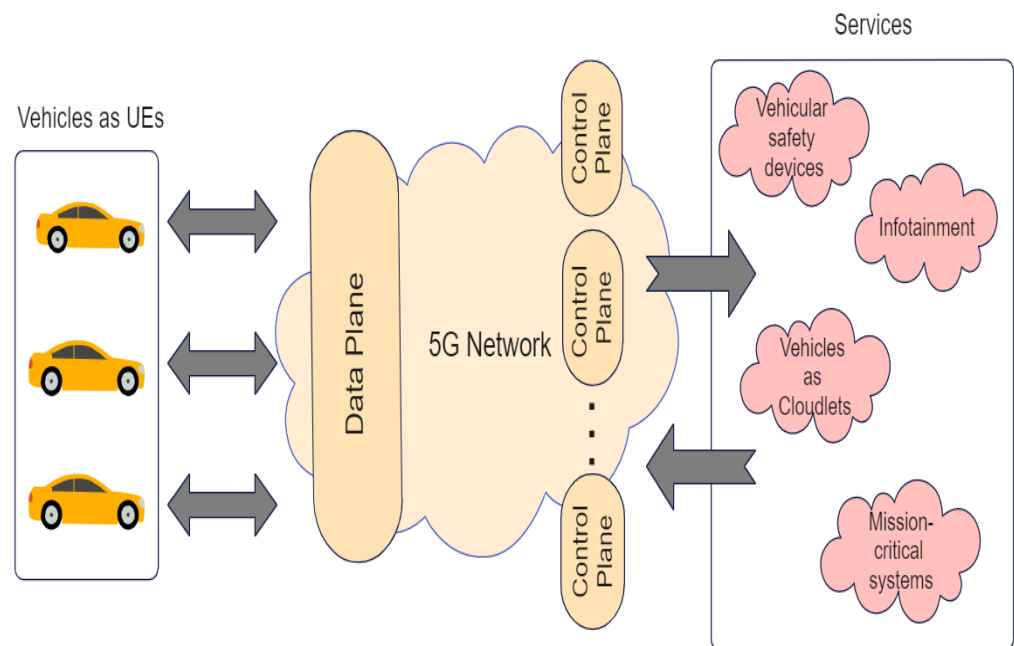 Services
Vehicles as UEs
Data Plane
5G Network
Control
Plane
Control
Plane
Control
Plane
Vehicular
safety
devices
Infotainment
Vehicles
as
Cloudlets
Mission-
critical
systems